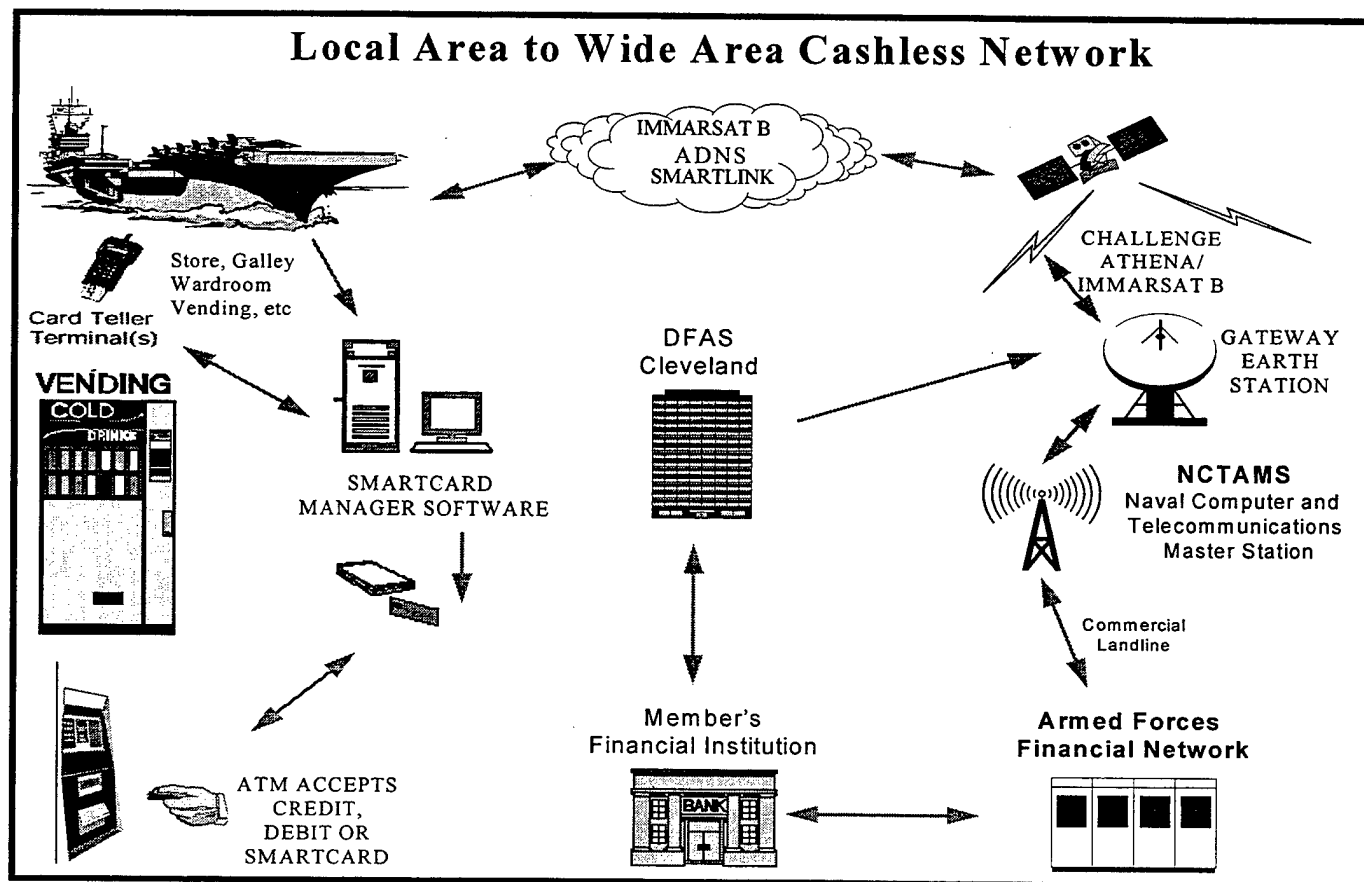 Local Area to Wide Area Cashless Network
IMMARSAT B
ADNS
SMARTLINK
Store, Galley
Wardroom
Vending, etc
Card Teller
Terminal(s)
CHALLENGE
ATHENA/
IMMARSAT B
DFAS
Cleveland
GATEWAY
EARTH
STATION
VENDING
COLD
DRINKS
SMARTCARD
MANAGER SOFTWARE
NCTAMS
Naval Computer and
Telecommunications
Master Station
Commercial
Landline
Member's
Financial Institution
Armed Forces
Financial Network
BANK
ATM ACCEPTS
CREDIT,
DEBIT OR
SMARTCARD